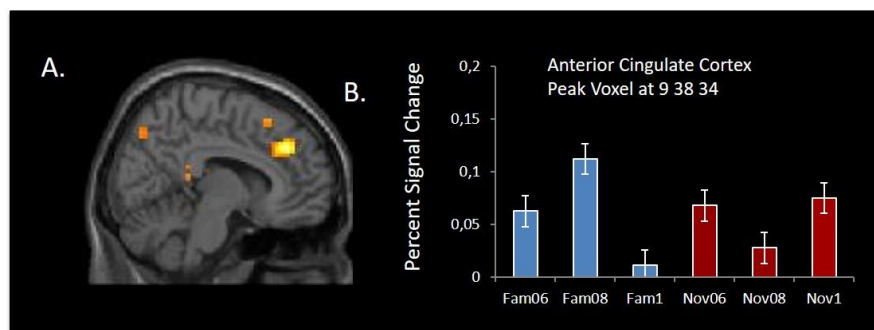 A.
B.
Percent Signal Change
Anterior Cingulate Cortex
Peak Voxel at 9 38 34
0,2
0,15
0,1
0,05
0
Fam06 Fam08 Fam1 Nov06 Nov08 Nov1